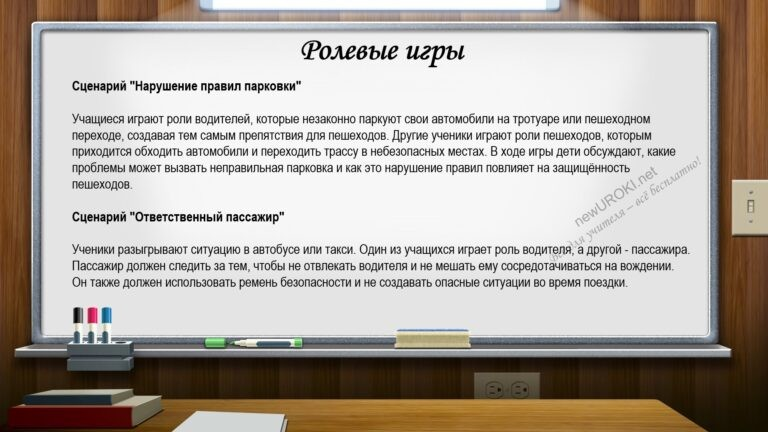 Ролевые игры
Сценарий "Нарушение правил парковки"
Учащиеся играют роли водителей, которые незаконно паркуют свои автомобили на тротуаре или пешеходном
переходе, создавая тем самым препятствия для пешеходов. Другие ученики играют роли пешеходов, которым
приходится обходить автомобили и переходить трассу в небезопасных местах. В ходе игры дети обсуждают, какие
проблемы может вызвать неправильная парковка и как это нарушение правил повлияет на защищённость
пешеходов.
Сценарий "Ответственный пассажир"
Ученики разыгрывают ситуацию в автобусе или такси. Один из учащихся играет роль водителя, а другой - пассажира.
Пассажир должен следить за тем, чтобы не отвлекать водителя и не мешать ему сосредотачиваться на вождении.
Он также должен использовать ремень безопасности и не создавать опасные ситуации во время поездки.
newUROKI.net
для учителя – всё бесплатно!